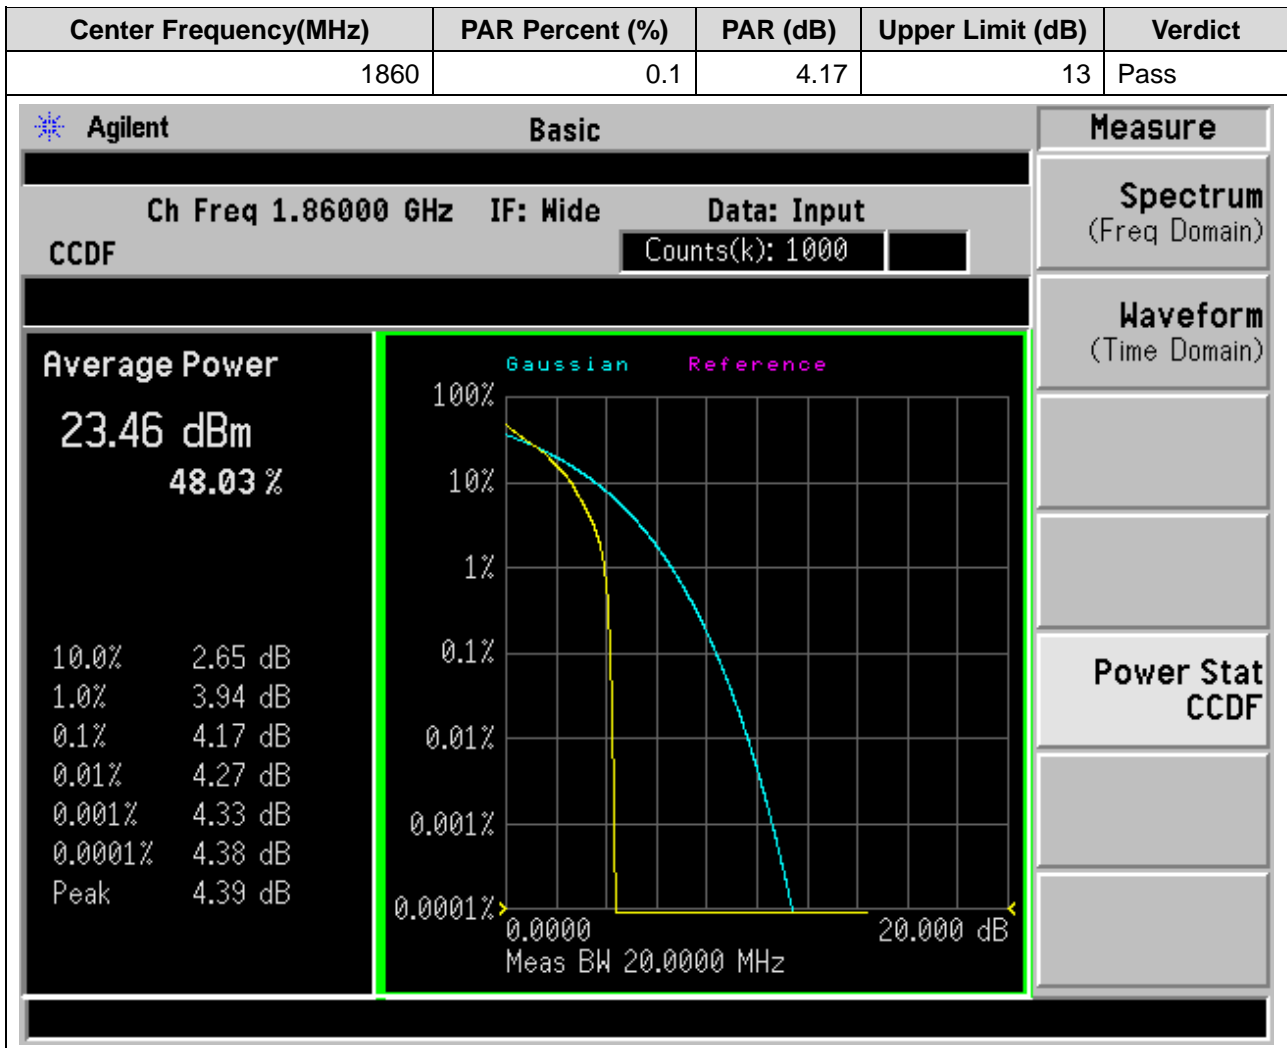 Center Frequency(MHz) PAR Percent (%) PAR (dB) Upper Limit (dB) Verdict
1860 0.1 4.17 13 Pass
Agilent Basic Measure
Ch Freq 1.86000 GHz IF: Wide Data: Input
CCDF Counts(k): 1000
Spectrum
(Freq Domain)
Waveform
(Time Domain)
Power Stat
CCDF
Average Power
23.46 dBm
48.03 %
10.0% 2.65 dB
1.0% 3.94 dB
0.1% 4.17 dB
0.01% 4.27 dB
0.001% 4.33 dB
0.0001% 4.38 dB
Peak 4.39 dB
Gaussian Reference
100%
10%
1%
0.1%
0.01%
0.001%
0.0001%
0.0000 20.000 dB
Meas BW 20.0000 MHz